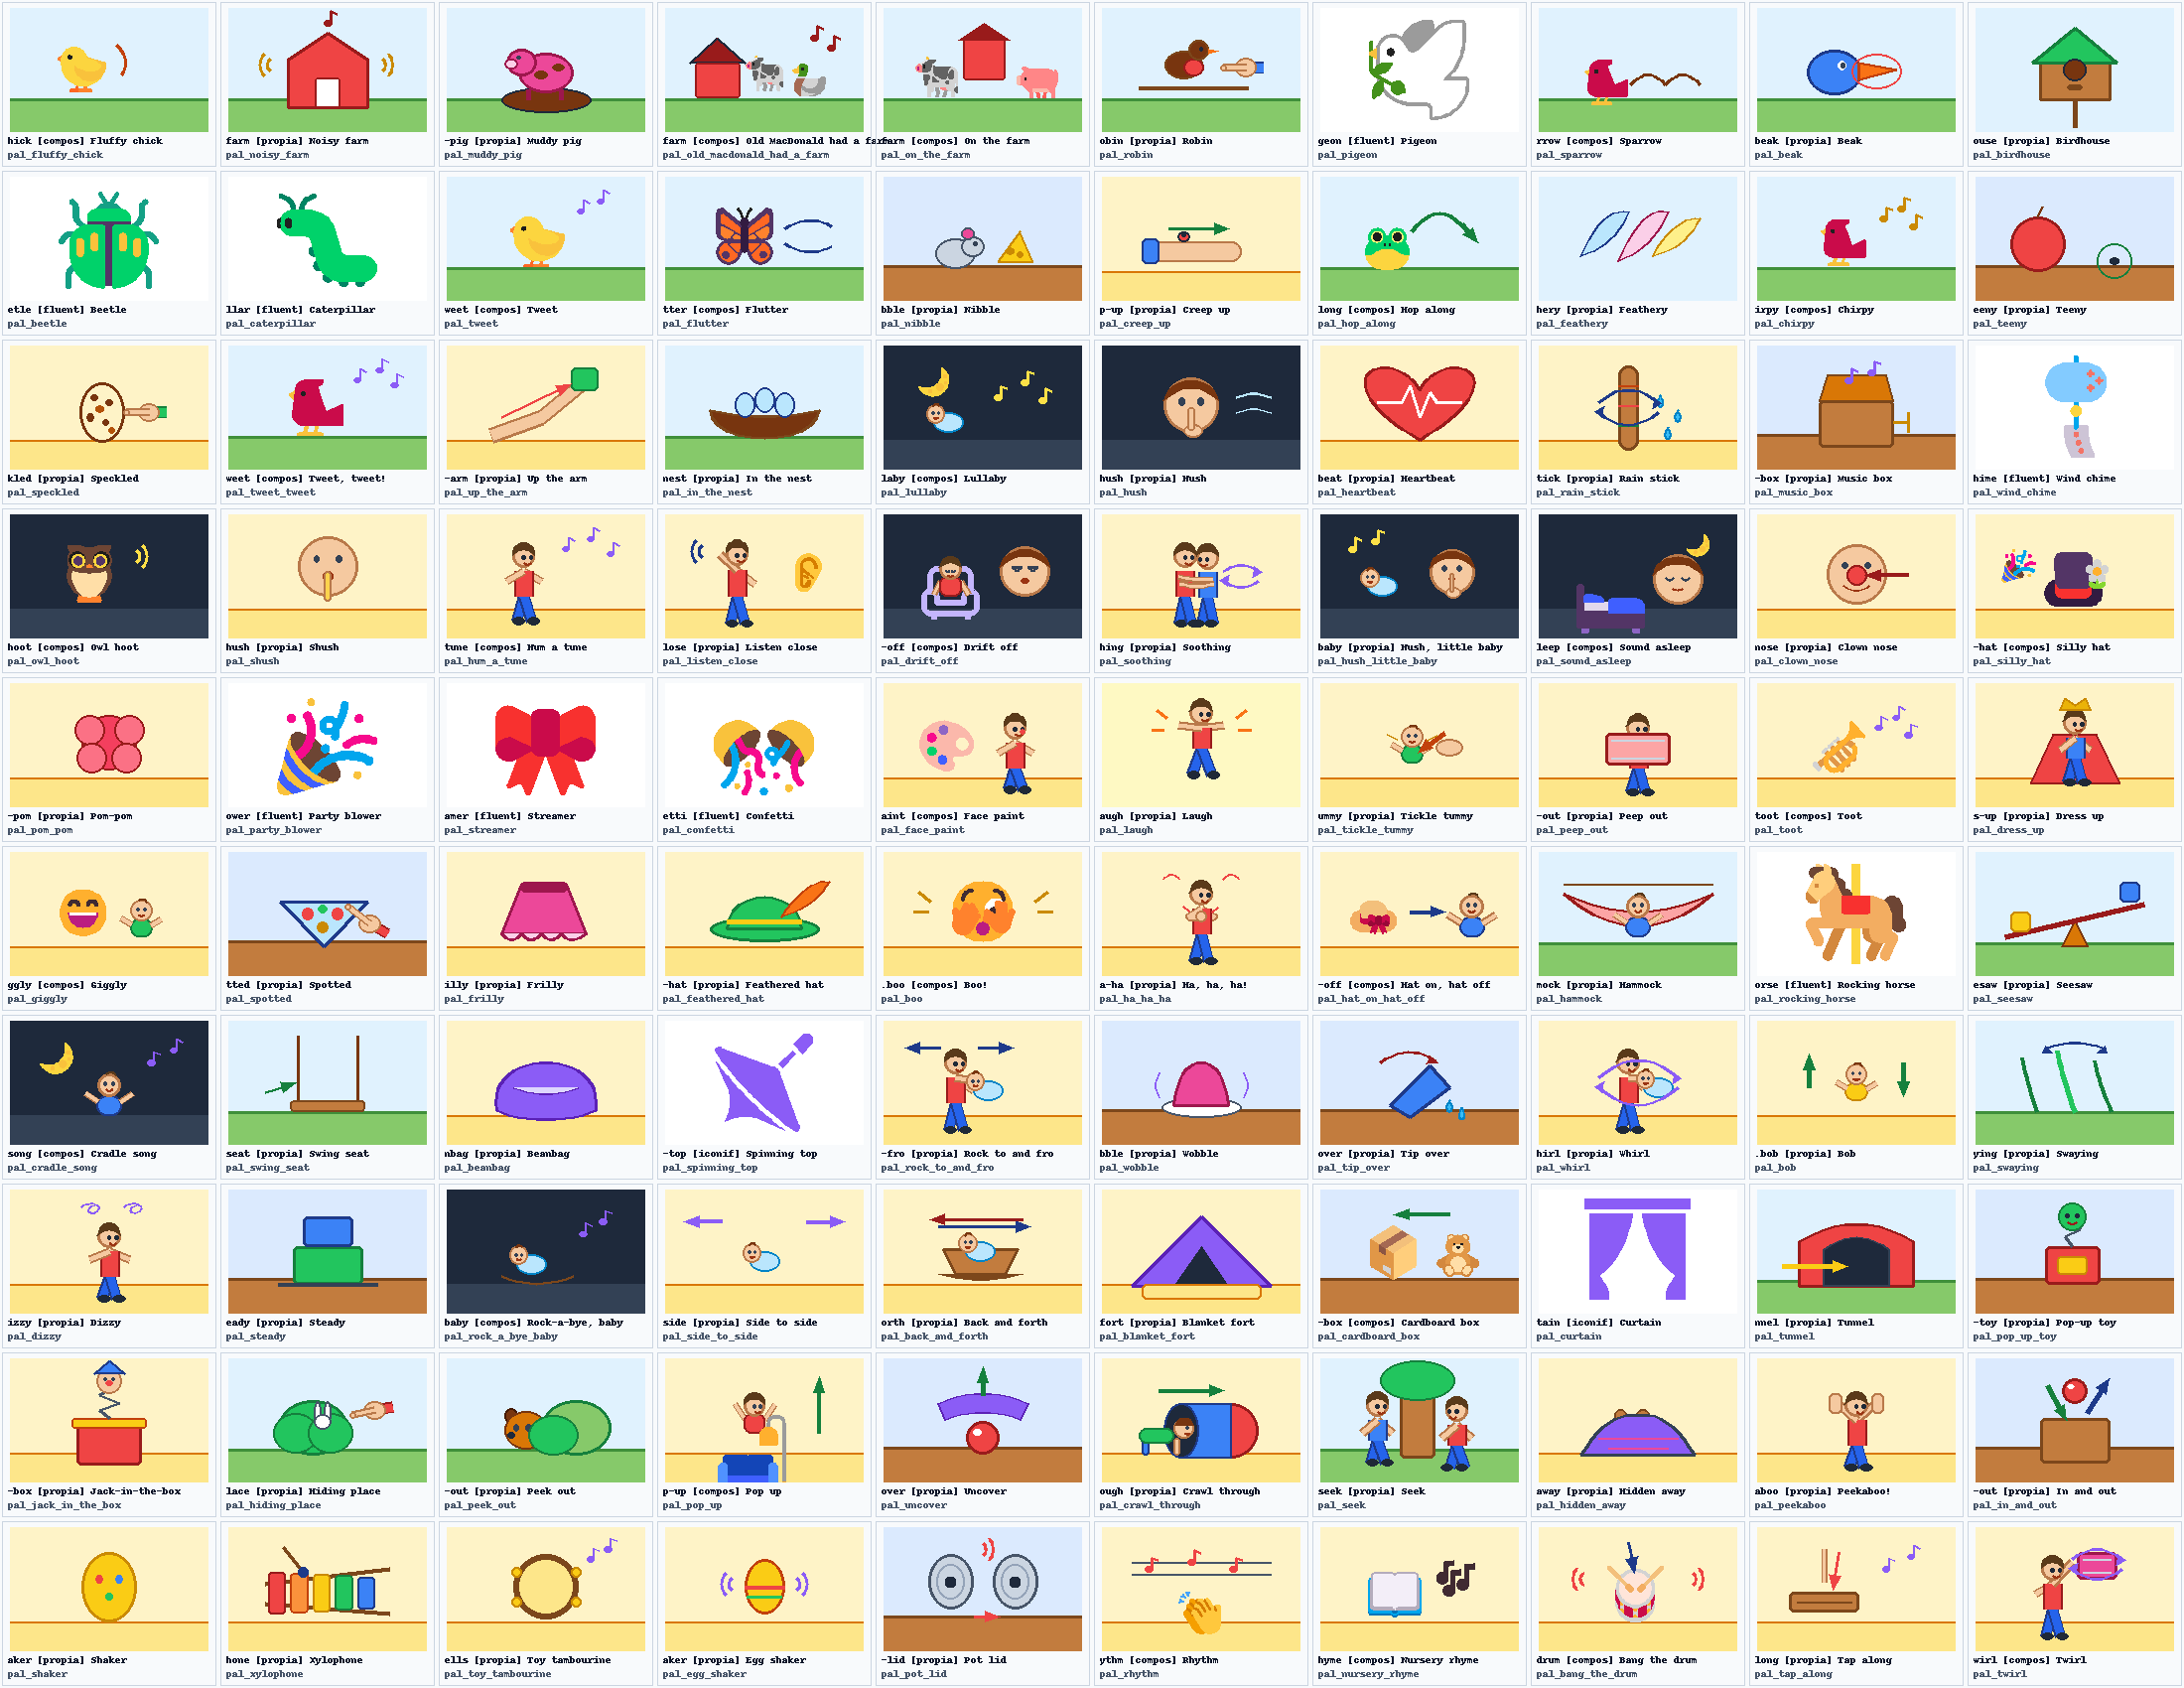 hick [compos] Fluffy chick
pal_fluffy_chick
farm [propia] Noisy farm
pal_noisy_farm
-pig [propia] Muddy pig
pal_muddy_pig
farm [compos] Old MacDonald had a farm
pal_old_macdonald_had_a_farm
farm [compos] On the farm
pal_on_the_farm
obin [propia] Robin
pal_robin
geon [fluent] Pigeon
pal_pigeon
rrow [compos] Sparrow
pal_sparrow
beak [propia] Beak
pal_beak
ouse [propia] Birdhouse
pal_birdhouse
etle [fluent] Beetle
pal_beetle
llar [fluent] Caterpillar
pal_caterpillar
weet [compos] Tweet
pal_tweet
tter [compos] Flutter
pal_flutter
bble [propia] Nibble
pal_nibble
p-up [propia] Creep up
pal_creep_up
long [compos] Hop along
pal_hop_along
hery [propia] Feathery
pal_feathery
irpy [compos] Chirpy
pal_chirpy
eeny [propia] Teeny
pal_teeny
kled [propia] Speckled
pal_speckled
weet [compos] Tweet, tweet!
pal_tweet_tweet
-arm [propia] Up the arm
pal_up_the_arm
nest [propia] In the nest
pal_in_the_nest
laby [compos] Lullaby
pal_lullaby
hush [propia] Hush
pal_hush
beat [propia] Heartbeat
pal_heartbeat
tick [propia] Rain stick
pal_rain_stick
-box [propia] Music box
pal_music_box
hime [fluent] Wind chime
pal_wind_chime
hoot [compos] Owl hoot
pal_owl_hoot
hush [propia] Shush
pal_shush
tune [compos] Hum a tune
pal_hum_a_tune
lose [propia] Listen close
pal_listen_close
-off [compos] Drift off
pal_drift_off
hing [propia] Soothing
pal_soothing
baby [propia] Hush, little baby
pal_hush_little_baby
leep [compos] Sound asleep
pal_sound_asleep
nose [propia] Clown nose
pal_clown_nose
-hat [compos] Silly hat
pal_silly_hat
-pom [propia] Pom-pom
pal_pom_pom
ower [fluent] Party blower
pal_party_blower
amer [fluent] Streamer
pal_streamer
etti [fluent] Confetti
pal_confetti
aint [compos] Face paint
pal_face_paint
augh [propia] Laugh
pal_laugh
ummy [propia] Tickle tummy
pal_tickle_tummy
-out [propia] Peep out
pal_peep_out
toot [compos] Toot
pal_toot
s-up [propia] Dress up
pal_dress_up
ggly [compos] Giggly
pal_giggly
tted [propia] Spotted
pal_spotted
illy [propia] Frilly
pal_frilly
-hat [propia] Feathered hat
pal_feathered_hat
.boo [compos] Boo!
pal_boo
a-ha [propia] Ha, ha, ha!
pal_ha_ha_ha
-off [compos] Hat on, hat off
pal_hat_on_hat_off
mock [propia] Hammock
pal_hammock
orse [fluent] Rocking horse
pal_rocking_horse
esaw [propia] Seesaw
pal_seesaw
song [compos] Cradle song
pal_cradle_song
seat [propia] Swing seat
pal_swing_seat
nbag [propia] Beanbag
pal_beanbag
-top [iconif] Spinning top
pal_spinning_top
-fro [propia] Rock to and fro
pal_rock_to_and_fro
bble [propia] Wobble
pal_wobble
over [propia] Tip over
pal_tip_over
hirl [propia] Whirl
pal_whirl
.bob [propia] Bob
pal_bob
ying [propia] Swaying
pal_swaying
izzy [propia] Dizzy
pal_dizzy
eady [propia] Steady
pal_steady
baby [compos] Rock-a-bye, baby
pal_rock_a_bye_baby
side [propia] Side to side
pal_side_to_side
orth [propia] Back and forth
pal_back_and_forth
fort [propia] Blanket fort
pal_blanket_fort
-box [compos] Cardboard box
pal_cardboard_box
tain [iconif] Curtain
pal_curtain
nnel [propia] Tunnel
pal_tunnel
-toy [propia] Pop-up toy
pal_pop_up_toy
-box [propia] Jack-in-the-box
pal_jack_in_the_box
lace [propia] Hiding place
pal_hiding_place
-out [propia] Peek out
pal_peek_out
p-up [compos] Pop up
pal_pop_up
over [propia] Uncover
pal_uncover
ough [propia] Crawl through
pal_crawl_through
seek [propia] Seek
pal_seek
away [propia] Hidden away
pal_hidden_away
aboo [propia] Peekaboo!
pal_peekaboo
-out [propia] In and out
pal_in_and_out
aker [propia] Shaker
pal_shaker
hone [propia] Xylophone
pal_xylophone
ells [propia] Toy tambourine
pal_toy_tambourine
aker [propia] Egg shaker
pal_egg_shaker
-lid [propia] Pot lid
pal_pot_lid
ythm [compos] Rhythm
pal_rhythm
hyme [compos] Nursery rhyme
pal_nursery_rhyme
drum [compos] Bang the drum
pal_bang_the_drum
long [propia] Tap along
pal_tap_along
wirl [compos] Twirl
pal_twirl